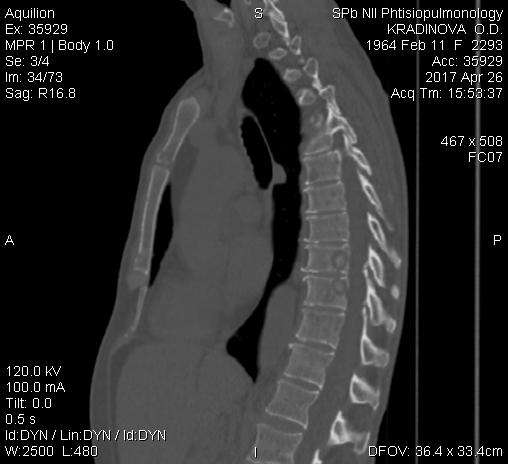 Aquilion
Ex: 35929
MPR 1 | Body 1.0
Se: 3/4
Im: 34/73
Sag: R16.8
S
SPb NII Phtisiopulmonology
KRADINOVA O.D.
1964 Feb 11 F 2293
Acc: 35929
2017 Apr 26
Acq Tm: 15:53:37
467 x 508
FC07
A
P
120.0 kV
100.0 mA
Tilt: 0.0
0.5 s
Id:DYN / Lin:DYN / Id:DYN
W:2500 L:480
I
DFOV: 36.4 x 33.4cm